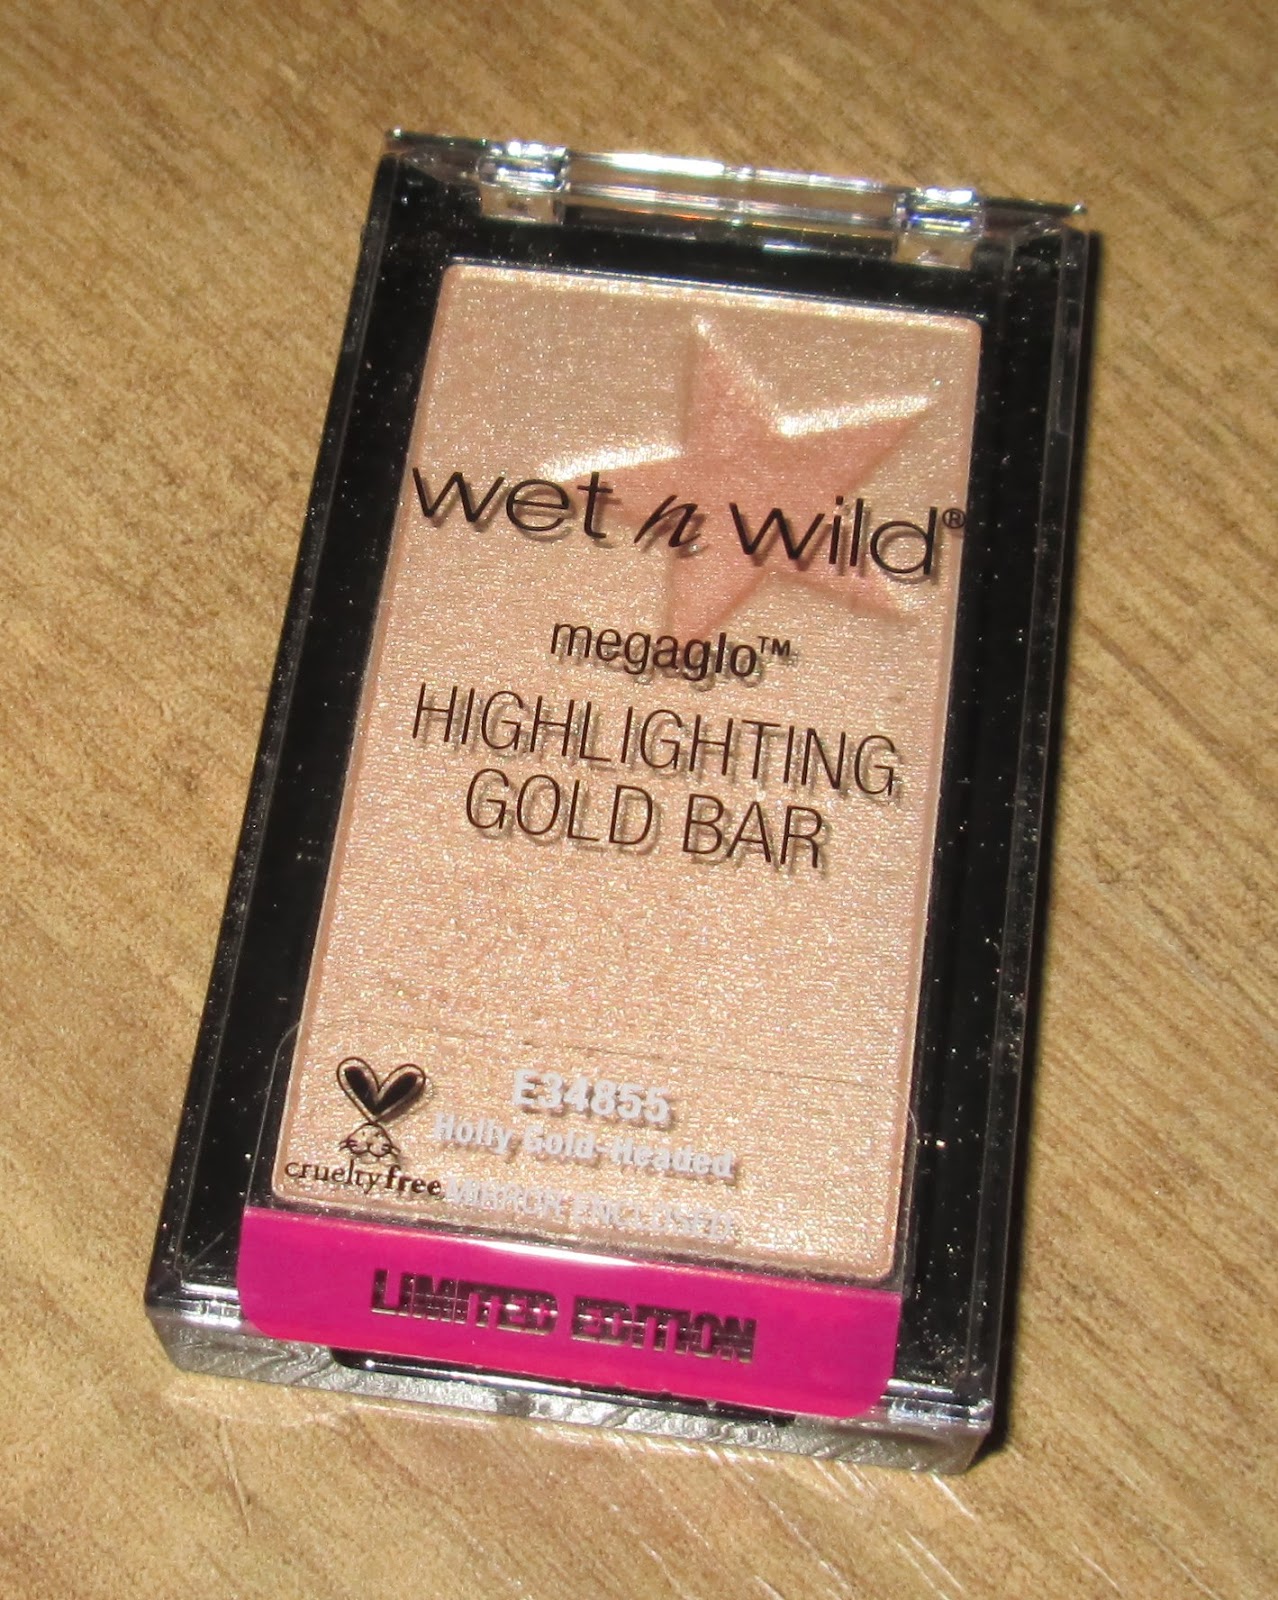 wet n wild®
megaglo™
HIGHLIGHTING
GOLD BAR
E34855
Holly Gold-Headed
cruelty free
MIRROR ENCLOSED
LIMITED EDITION